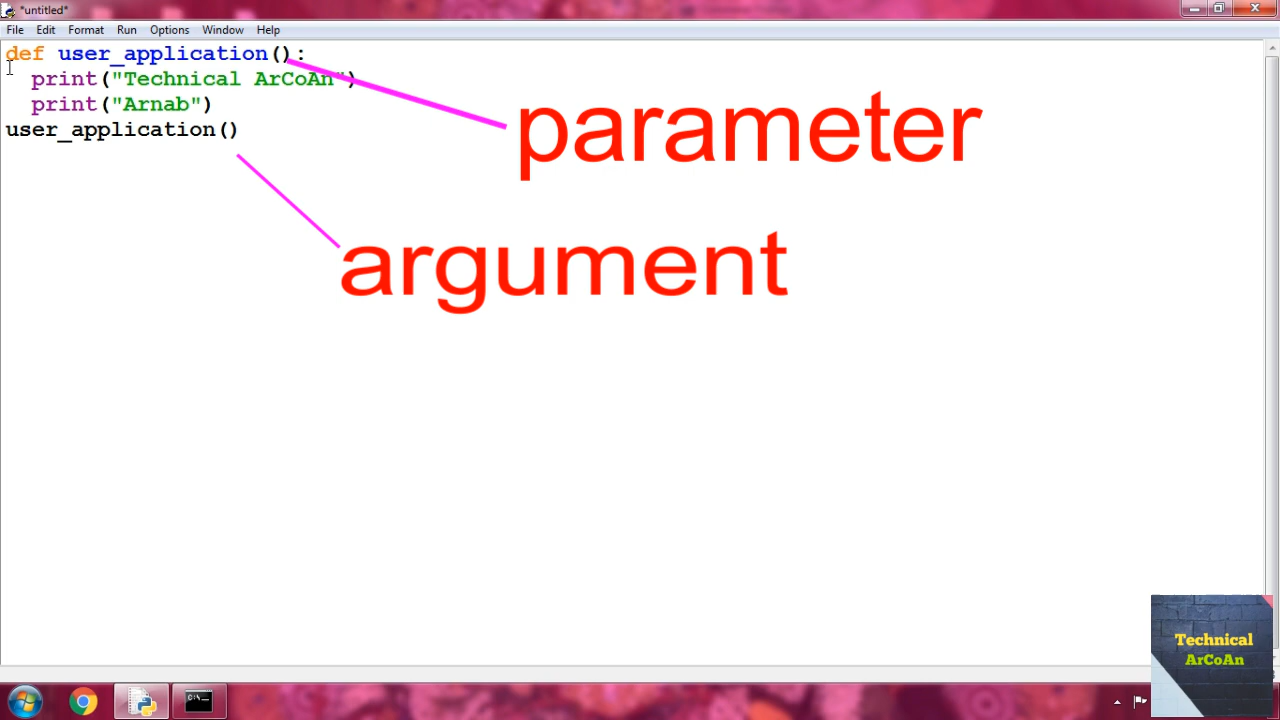 *untitled*
File Edit Format Run Options Window Help
def user_application():
print("Technical ArCoAn")
print("Arnab")
user_application()
parameter
argument
Technical
ArCoAn
C:\_